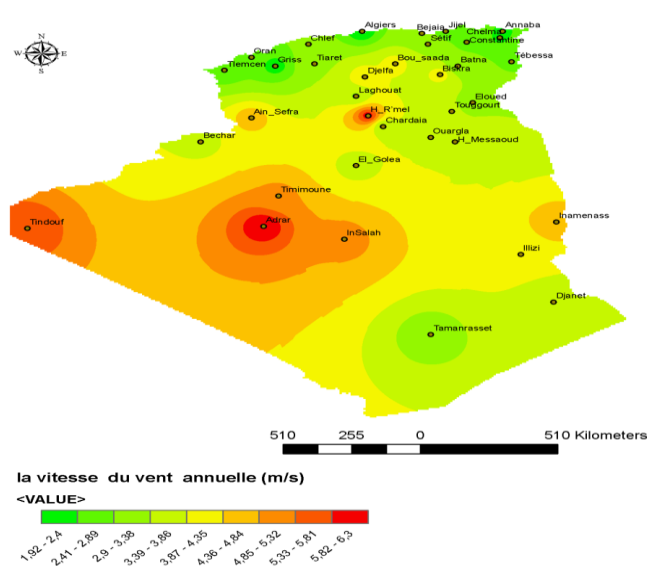 N
W E
S
Algiers
Bejaia
Jijel
Annaba
Chlef
Setif
Chelma
Constantine
Oran
Tiemcen
Griss
Tiaret
Bou_saada
Batna
Tébessa
Djelfa
Biskra
Laghouat
Eloued
Touggourt
Ain_Sefra
H_R'mel
Chardaia
Bechar
Ouargla
H_Messaoud
El_Golea
Timimoune
Tindouf
Adrar
InSalah
Inamenass
Illizi
Djanet
Tamanrasset
510 255 0 510 Kilometers
la vitesse du vent annuelle (m/s)
<VALUE>
1,92 - 2,4
2,41 - 2,89
2,9 - 3,38
3,39 - 3,86
3,87 - 4,35
4,36 - 4,84
4,85 - 5,32
5,33 - 5,81
5,82 - 6,3